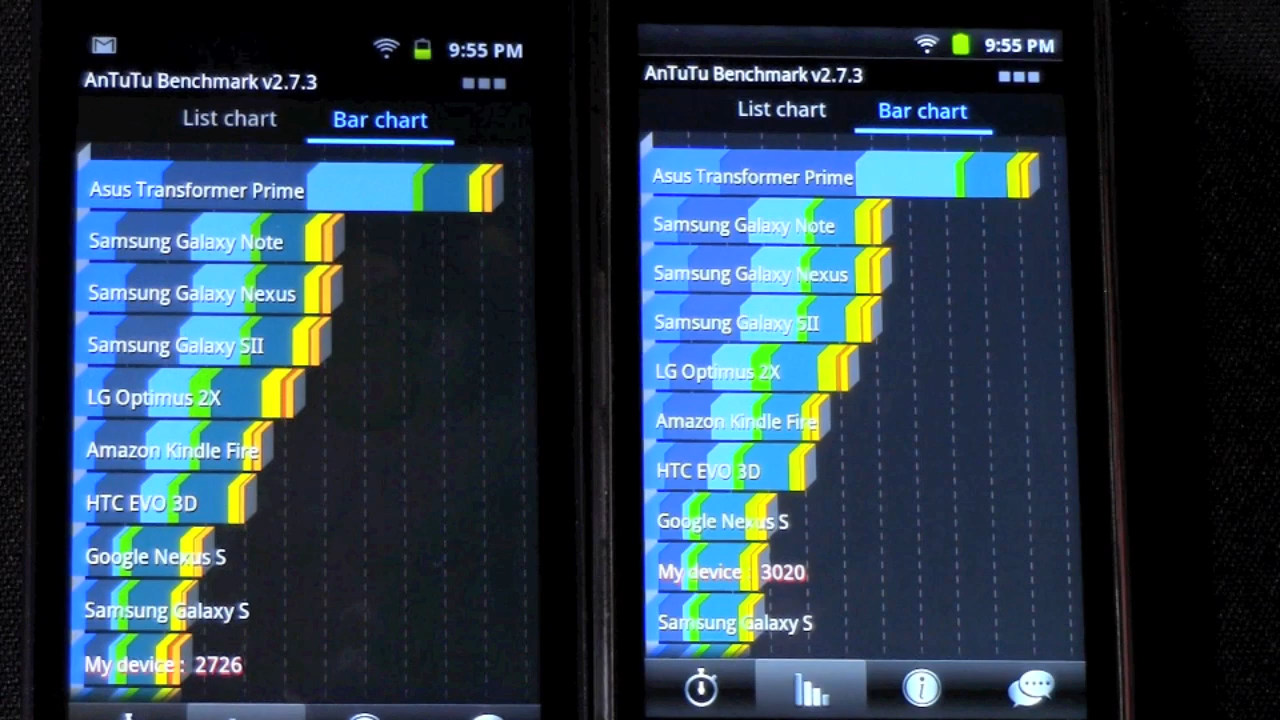 9:55 PM
AnTuTu Benchmark v2.7.3
List chart
Bar chart
Asus Transformer Prime
Samsung Galaxy Note
Samsung Galaxy Nexus
Samsung Galaxy SII
LG Optimus 2X
Amazon Kindle Fire
HTC EVO 3D
Google Nexus S
Samsung Galaxy S
My device : 2726
9:55 PM
AnTuTu Benchmark v2.7.3
List chart
Bar chart
Asus Transformer Prime
Samsung Galaxy Note
Samsung Galaxy Nexus
Samsung Galaxy SII
LG Optimus 2X
Amazon Kindle Fire
HTC EVO 3D
Google Nexus S
My device : 3020
Samsung Galaxy S